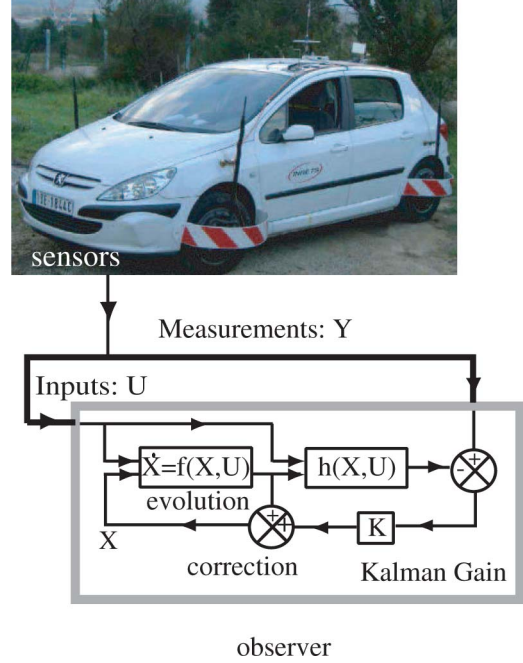 sensors
Measurements: Y
Inputs: U
Ẋ=f(X,U)
h(X,U)
+
-
evolution
+
+
K
X
correction
Kalman Gain
observer